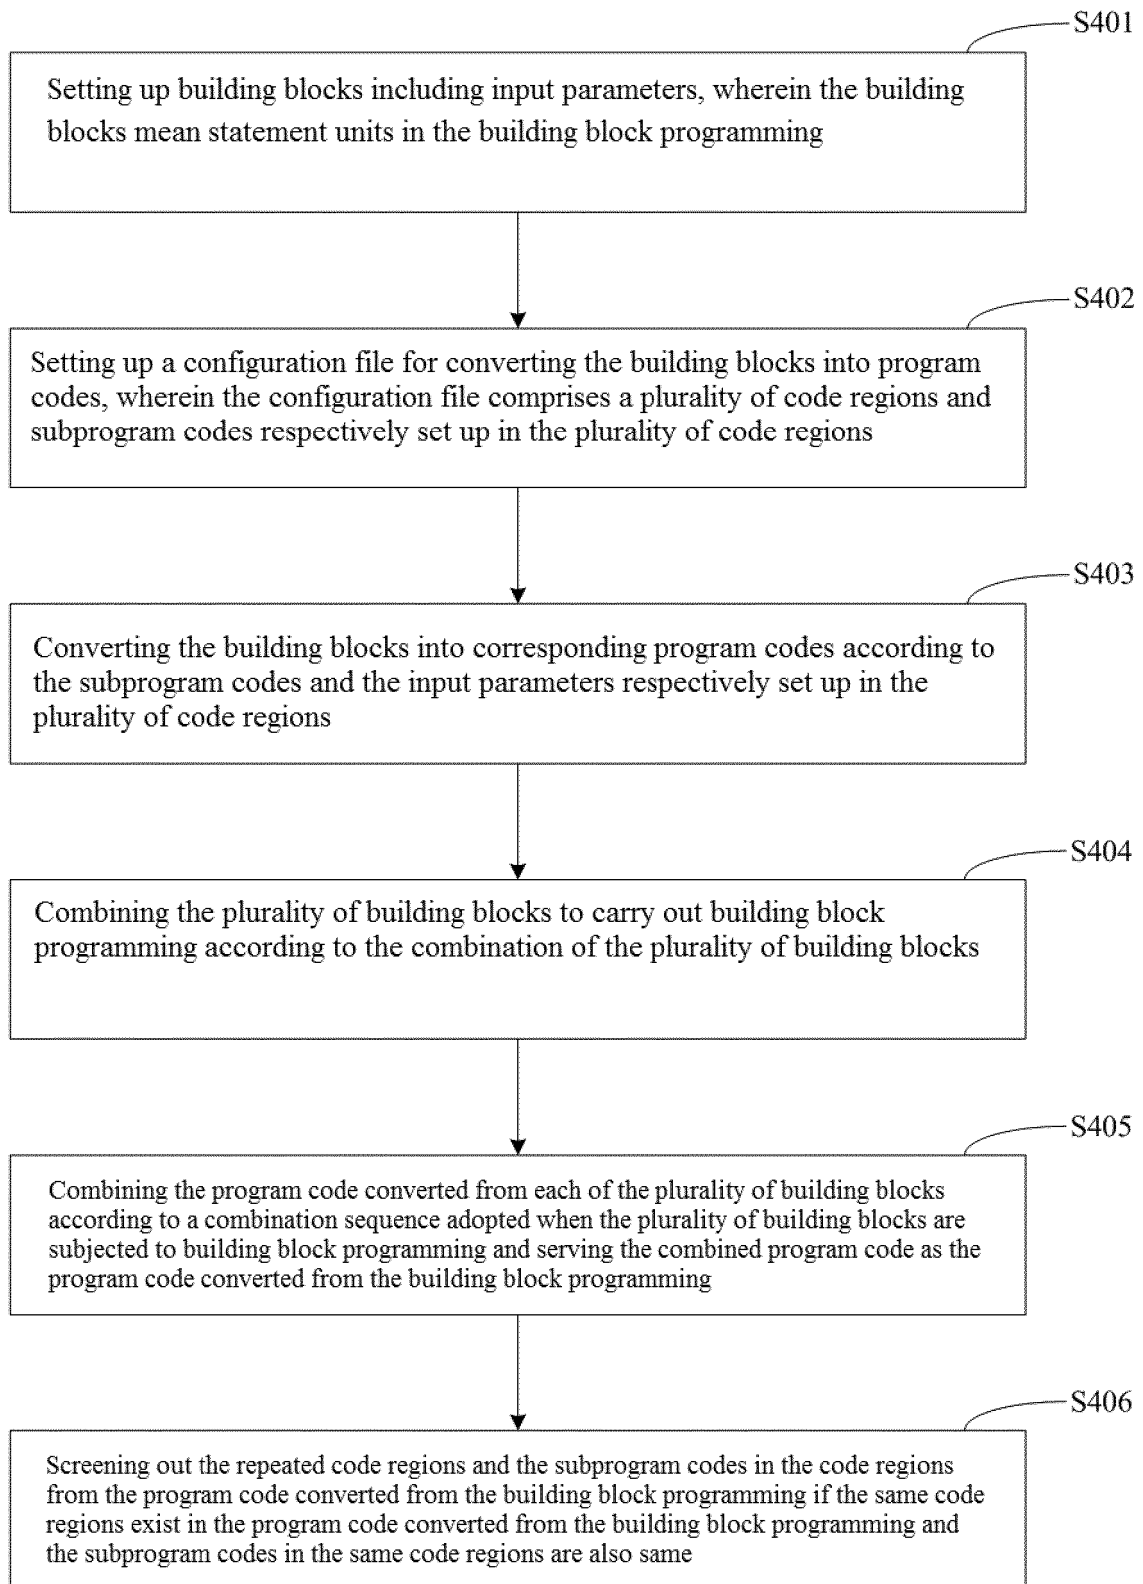 S401
Setting up building blocks including input parameters, wherein the building
blocks mean statement units in the building block programming
S402
Setting up a configuration file for converting the building blocks into program
codes, wherein the configuration file comprises a plurality of code regions and
subprogram codes respectively set up in the plurality of code regions
S403
Converting the building blocks into corresponding program codes according to
the subprogram codes and the input parameters respectively set up in the
plurality of code regions
S404
Combining the plurality of building blocks to carry out building block
programming according to the combination of the plurality of building blocks
S405
Combining the program code converted from each of the plurality of building blocks
according to a combination sequence adopted when the plurality of building blocks are
subjected to building block programming and serving the combined program code as the
program code converted from the building block programming
S406
Screening out the repeated code regions and the subprogram codes in the code regions
from the program code converted from the building block programming if the same code
regions exist in the program code converted from the building block programming and
the subprogram codes in the same code regions are also same